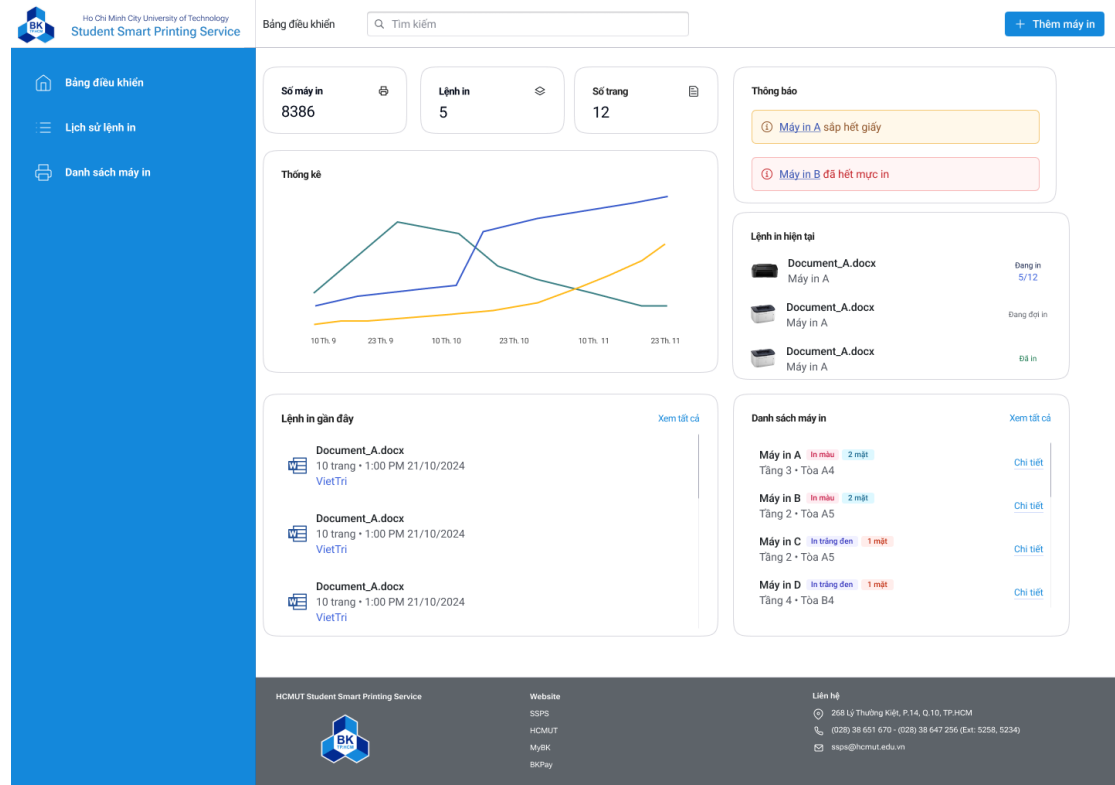 Ho Chi Minh City University of Technology
Student Smart Printing Service
BK
TP.HCM
Bảng điều khiển
Tìm kiếm
Thêm máy in
Bảng điều khiển
Lịch sử lệnh in
Danh sách máy in
Số máy in
8386
Lệnh in
5
Số trang
12
Thống kê
10 Th. 9
23 Th. 9
10 Th. 10
23 Th. 10
10 Th. 11
23 Th. 11
Thông báo
Máy in A sắp hết giấy
Máy in B đã hết mực in
Lệnh in hiện tại
Document_A.docx
Máy in A
Đang in
5/12
Document_A.docx
Máy in A
Đang đợi in
Document_A.docx
Máy in A
Đã in
Lệnh in gần đây
Xem tất cả
Document_A.docx
10 trang • 1:00 PM 21/10/2024
VietTri
Document_A.docx
10 trang • 1:00 PM 21/10/2024
VietTri
Document_A.docx
10 trang • 1:00 PM 21/10/2024
VietTri
Danh sách máy in
Xem tất cả
Máy in A In màu 2 mặt
Tầng 3 • Tòa A4
Chi tiết
Máy in B In màu 2 mặt
Tầng 2 • Tòa A5
Chi tiết
Máy in C In trắng đen 1 mặt
Tầng 2 • Tòa A5
Chi tiết
Máy in D In trắng đen 1 mặt
Tầng 4 • Tòa B4
Chi tiết
HCMUT Student Smart Printing Service
BK
TP.HCM
Website
SSPS
HCMUT
MyBK
BKPay
Liên hệ
268 Lý Thường Kiệt, P.14, Q.10, TP.HCM
(028) 38 651 670 - (028) 38 647 256 (Ext: 5258, 5234)
ssps@hcmut.edu.vn